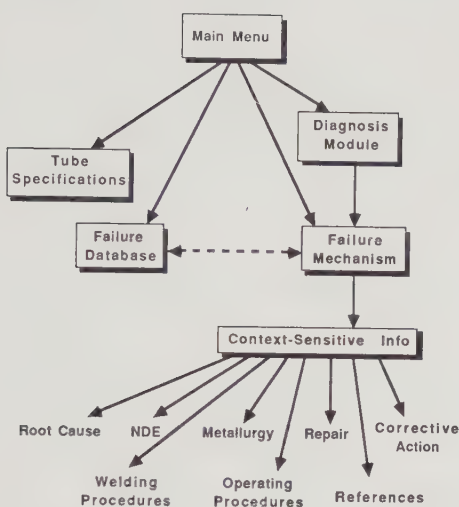 Main Menu
Diagnosis
Module
Tube
Specifications
Failure
Database
Failure
Mechanism
Context-Sensitive Info
Root Cause
NDE
Metallurgy
Repair
Corrective
Action
Welding
Procedures
Operating
Procedures
References